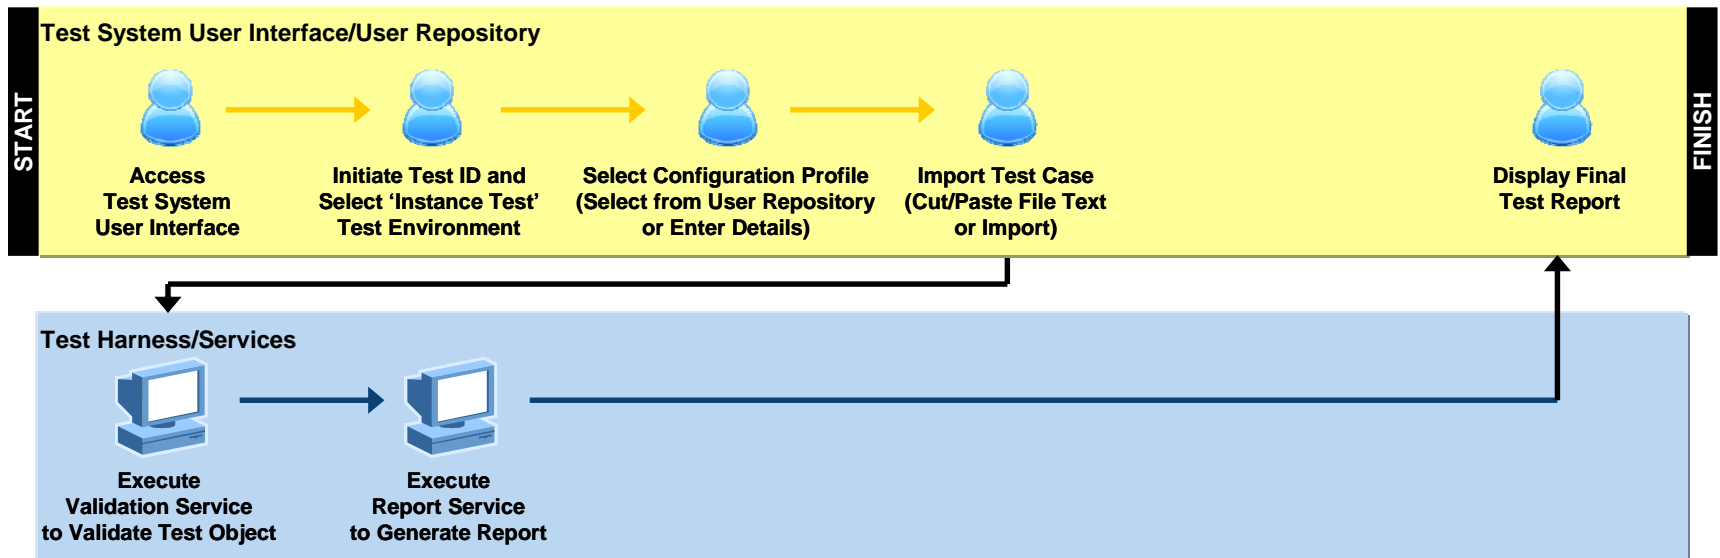 START
Test System User Interface/User Repository
Access
Test System
User Interface
Initiate Test ID and
Select ‘Instance Test’
Test Environment
Select Configuration Profile
(Select from User Repository
or Enter Details)
Import Test Case
(Cut/Paste File Text
or Import)
Display Final
Test Report
FINISH
Test Harness/Services
Execute
Validation Service
to Validate Test Object
Execute
Report Service
to Generate Report